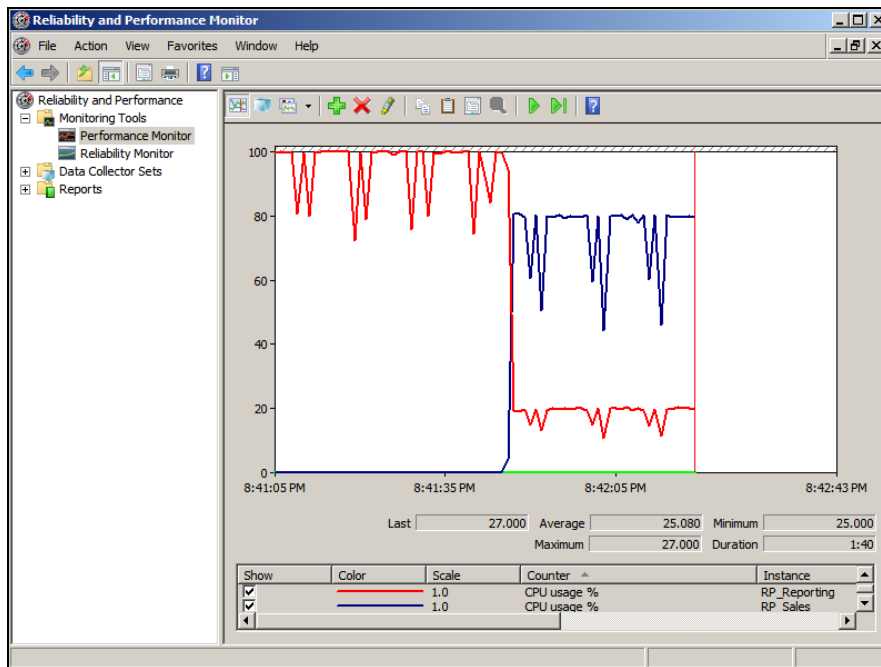 Reliability and Performance Monitor
File Action View Favorites Window Help
Reliability and Performance
Monitoring Tools
Performance Monitor
Reliability Monitor
Data Collector Sets
Reports
100
80
60
40
20
0
8:41:05 PM 8:41:35 PM 8:42:05 PM 8:42:43 PM
Last 27.000 Average 25.080 Minimum 25.000
Maximum 27.000 Duration 1:40
Show Color Scale Counter Instance
1.0 CPU usage % RP_Reporting
1.0 CPU usage % RP_Sales